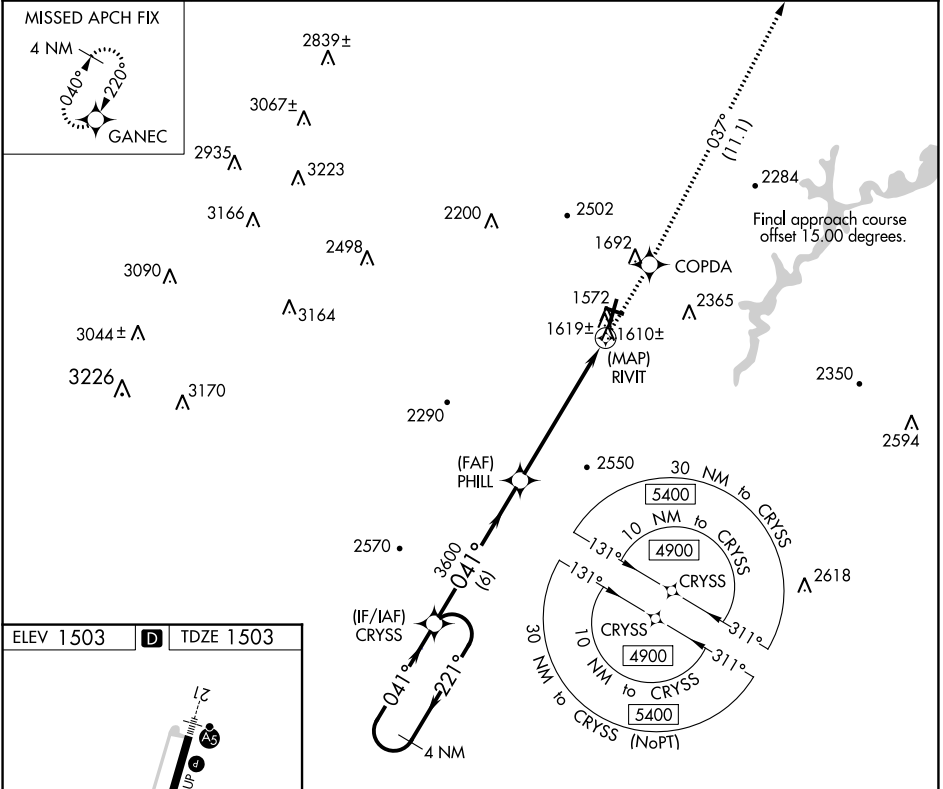 MISSED APCH FIX
4 NM
040°
220°
GANEC
2839±
3067±
2935
3223
3166
2200
2502
2498
3090
3164
3044±
3226
3170
037°
(11.1)
2284
Final approach course
offset 15.00 degrees.
1692
COPDA
1572
2365
1619±
1610±
(MAP)
RIVIT
2350
2290
2594
(FAF)
PHILL
2550
2570
3600
041°
(6)
(IF/IAF)
CRYSS
041°
221°
4 NM
30 NM to CRYSS
5400
10 NM to CRYSS
4900
131°
CRYSS
311°
2618
131°
CRYSS
311°
4900
10 NM to CRYSS
5400
30 NM to CRYSS (NoPT)
ELEV 1503
D
TDZE 1503
21
A5
P
UP